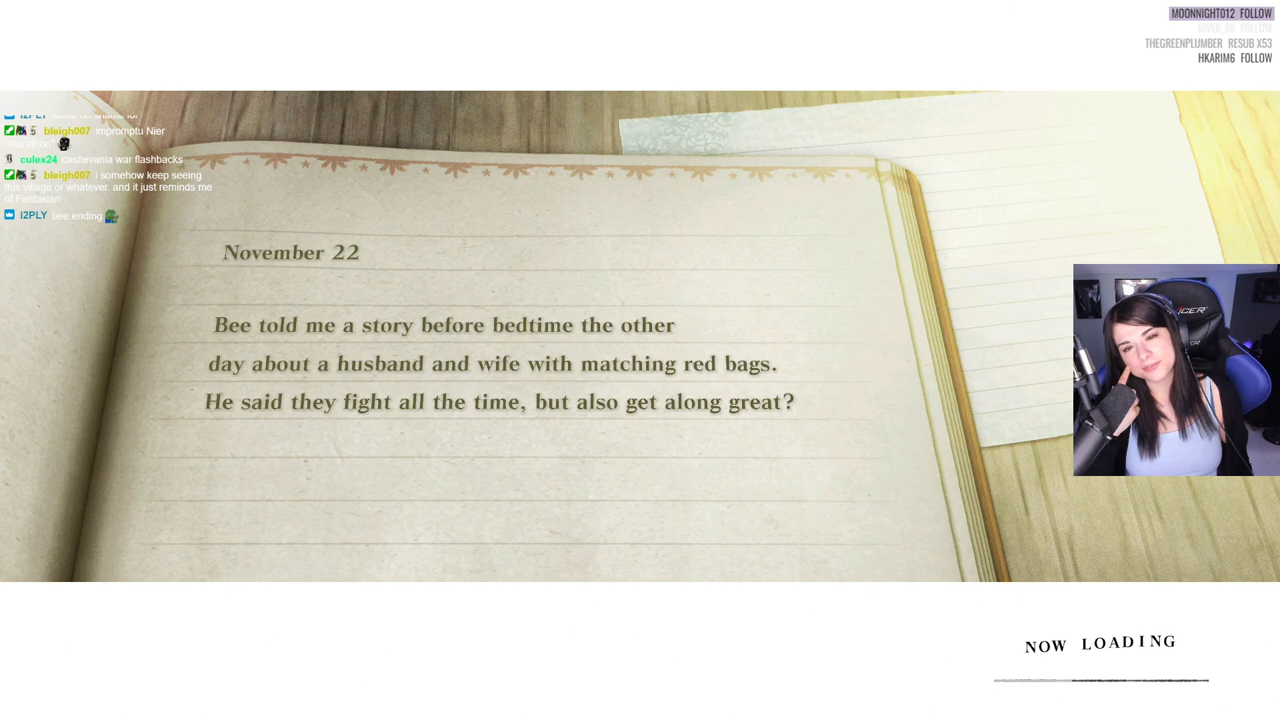 MOONNIGHT012 FOLLOW
THEGREENPLUMBER RESUB X53
HKARIM6 FOLLOW
I2PLY
bleigh007 impromptu Nier
marathon"
culex24 castlevania war flashbacks
bleigh007 i somehow keep seeing
this village or whatever. and it just reminds me
of Fantasian
I2PLY bee ending
November 22
Bee told me a story before bedtime the other
day about a husband and wife with matching red bags.
He said they fight all the time, but also get along great?
NOW LOADING